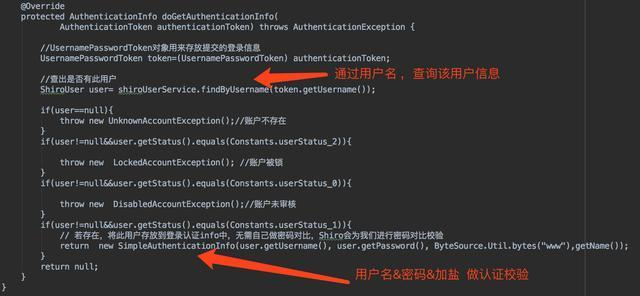 @Override
protected AuthenticationInfo doGetAuthenticationInfo(
AuthenticationToken authenticationToken) throws AuthenticationException {
//UsernamePasswordToken对象用来存放提交的登录信息
UsernamePasswordToken token=(UsernamePasswordToken) authenticationToken;
//查出是否有此用户
通过用户名 ，查询该用户信息
ShiroUser user= shiroUserService.findByUsername(token.getUsername());
if(user==null){
throw new UnknownAccountException();//账户不存在
}
if(user!=null&&user.getStatus().equals(Constants.userStatus_2)){
throw new LockedAccountException(); //账户被锁
}
if(user!=null&&user.getStatus().equals(Constants.userStatus_0)){
throw new DisabledAccountException();//账户未审核
}
if(user!=null&&user.getStatus().equals(Constants.userStatus_1)){
// 若存在，将此用户存放到登录认证info中，无需自己做密码对比，Shiro会为我们进行密码对比校验
return new SimpleAuthenticationInfo(user.getUsername(), user.getPassword(), ByteSource.Util.bytes("www"),getName());
}
return null;
用户名&密码&加盐 做认证校验
}
}